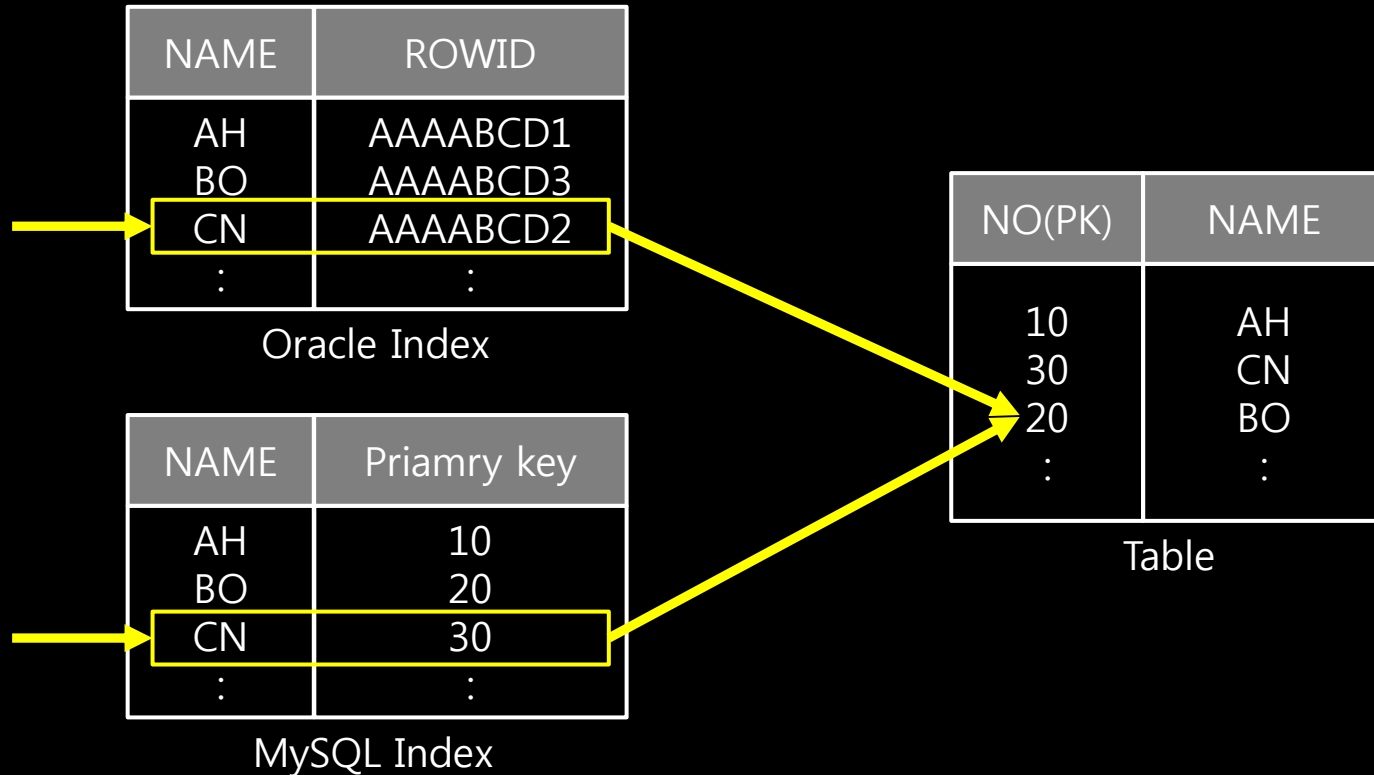 NAME ROWID
AH AAAABCD1
BO AAAABCD3
CN AAAABCD2
: :
Oracle Index
NAME Priamry key
AH 10
BO 20
CN 30
: :
MySQL Index
NO(PK) NAME
10 AH
30 CN
20 BO
: :
Table